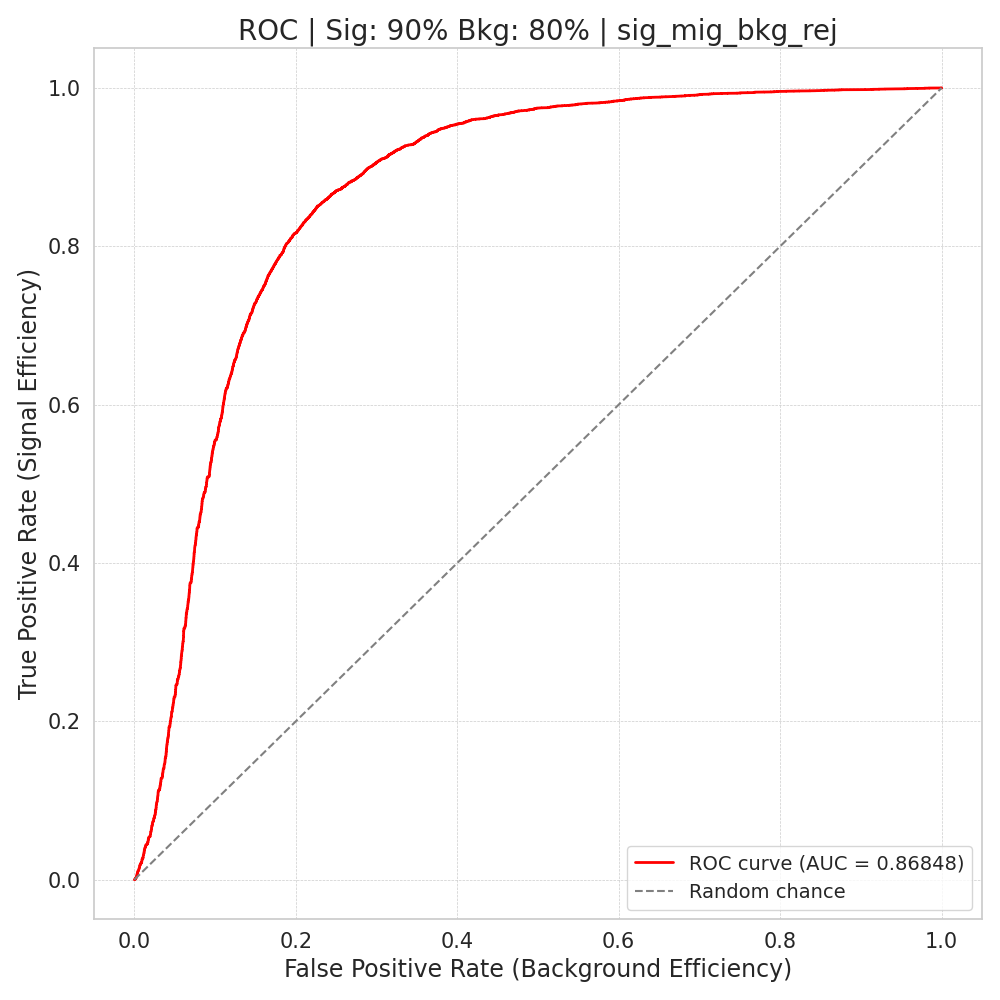 ROC | Sig: 90% Bkg: 80% | sig_mig_bkg_rej
True Positive Rate (Signal Efficiency)
1.0
0.8
0.6
0.4
0.2
0.0
0.0 0.2 0.4 0.6 0.8 1.0
False Positive Rate (Background Efficiency)
ROC curve (AUC = 0.86848)
Random chance